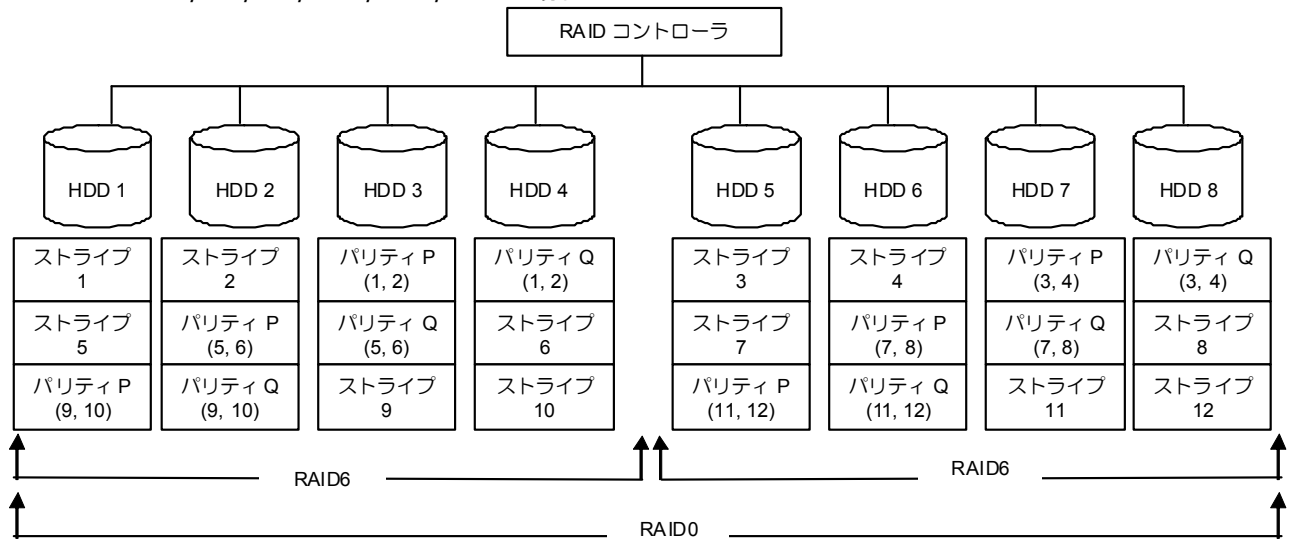 RAID コントローラ
HDD 1 HDD 2 HDD 3 HDD 4 HDD 5 HDD 6 HDD 7 HDD 8
ストライプ ストライプ パリティ P パリティ Q ストライプ ストライプ パリティ P パリティ Q
1 2 (1, 2) (1, 2) 3 4 (3, 4) (3, 4)
ストライプ パリティ P パリティ Q ストライプ ストライプ パリティ P パリティ Q ストライプ
5 (5, 6) (5, 6) 6 7 (7, 8) (7, 8) 8
パリティ P パリティ Q ストライプ ストライプ パリティ P パリティ Q ストライプ ストライプ
(9, 10) (9, 10) 9 10 (11, 12) (11, 12) 11 12
RAID6 RAID6
RAID0